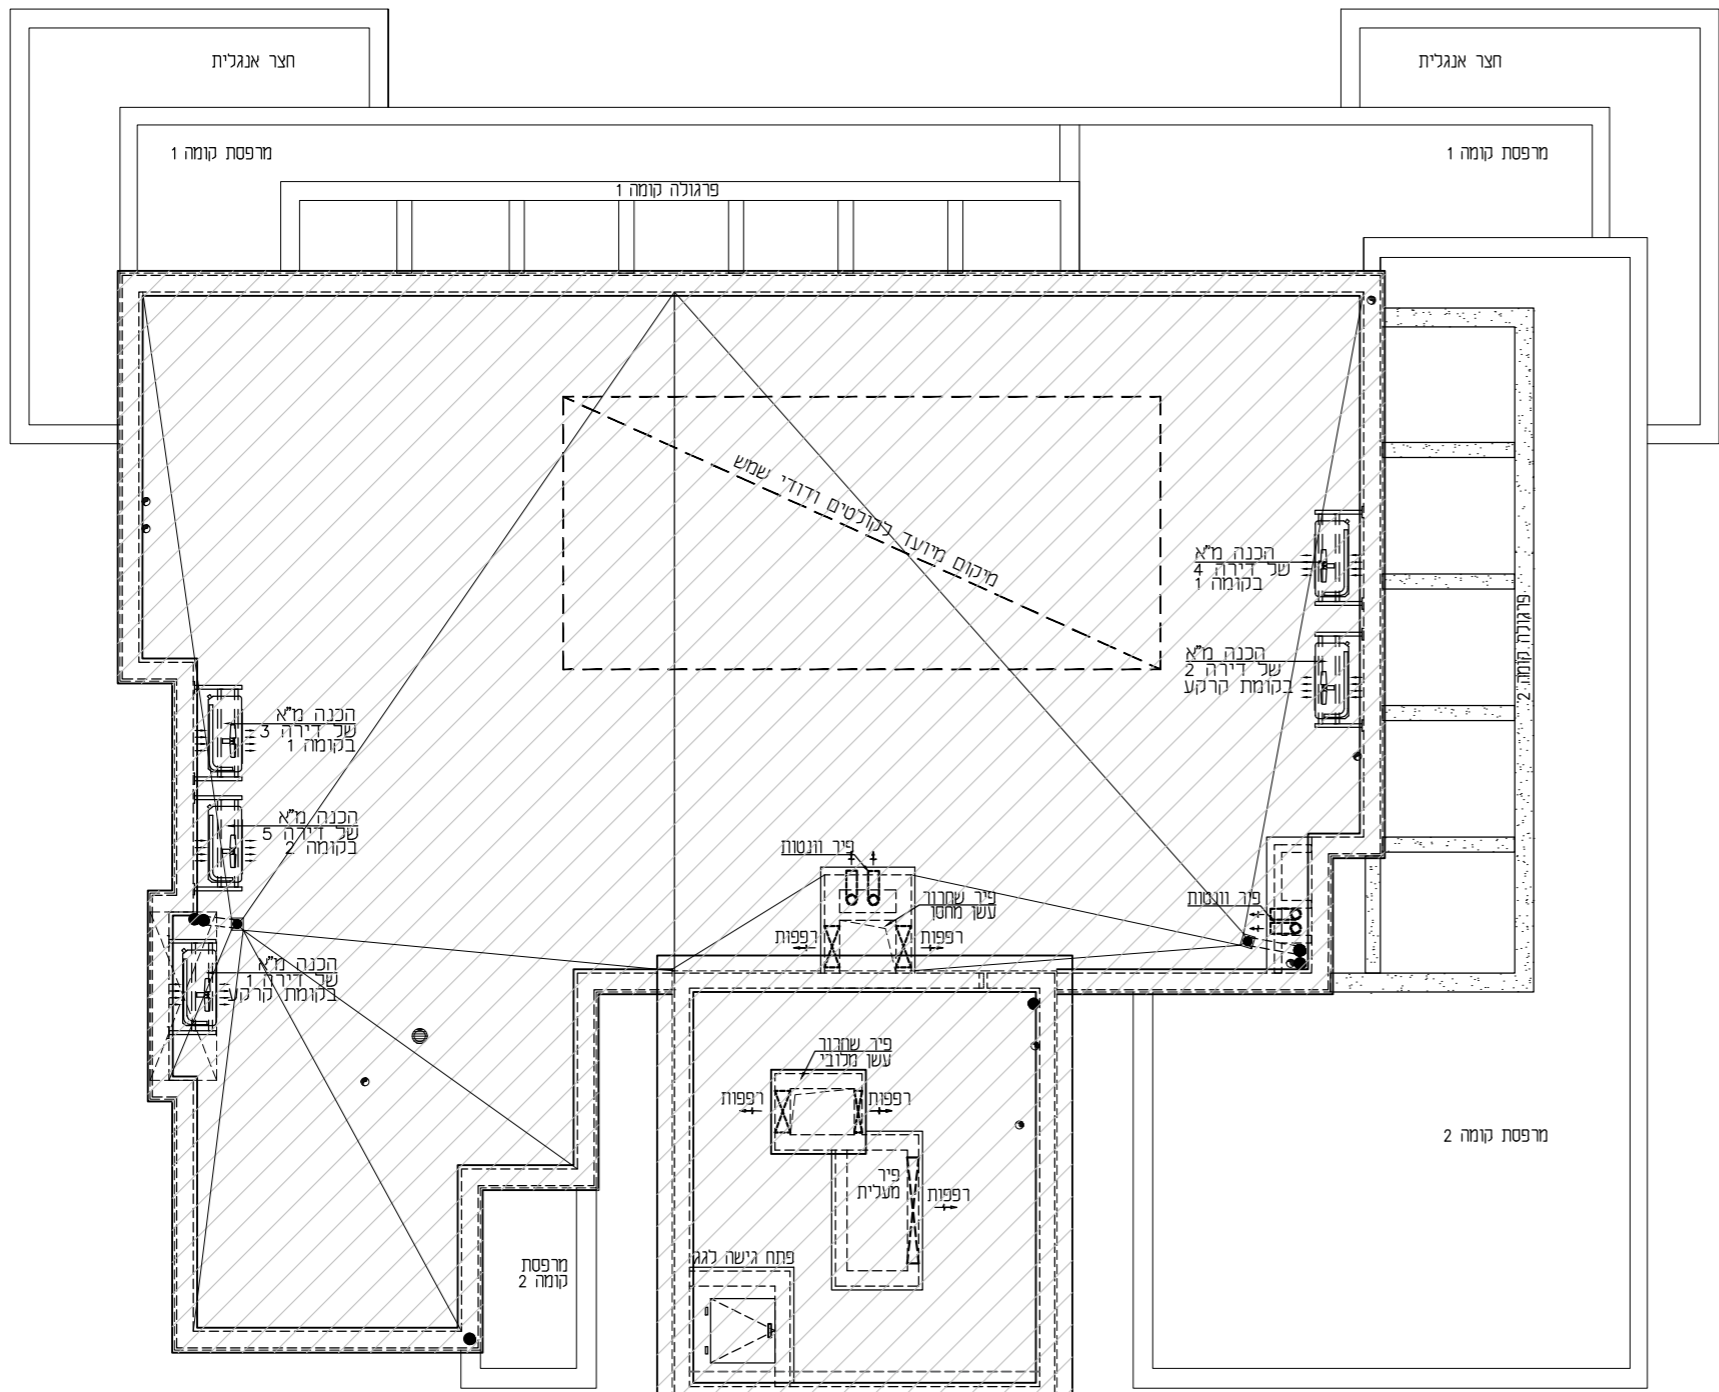 חצר אנגלית
חצר אנגלית
מרפסת קומה 1
מרפסת קומה 1
פרגולה קומה 1
מיקום מיועד לקולטים ודודי שמש
הכנה מ"א
של דירה 4
בקומה 1
הכנה מ"א
של דירה 2
בקומת קרקע
פרגולה קומה 2
הכנה מ"א
של דירה 3
בקומה 1
הכנה מ"א
של דירה 5
בקומה 2
פיר וונטות
פיר וונטות
פיר שחרור
עשן מחסן
רפפות
רפפות
הכנה מ"א
של דירה 1
בקומת קרקע
פיר שחרור
עשן מלובי
רפפות
רפפות
פיר
מעלית
רפפות
מרפסת קומה 2
פתח גישה לגג
מרפסת
קומה 2